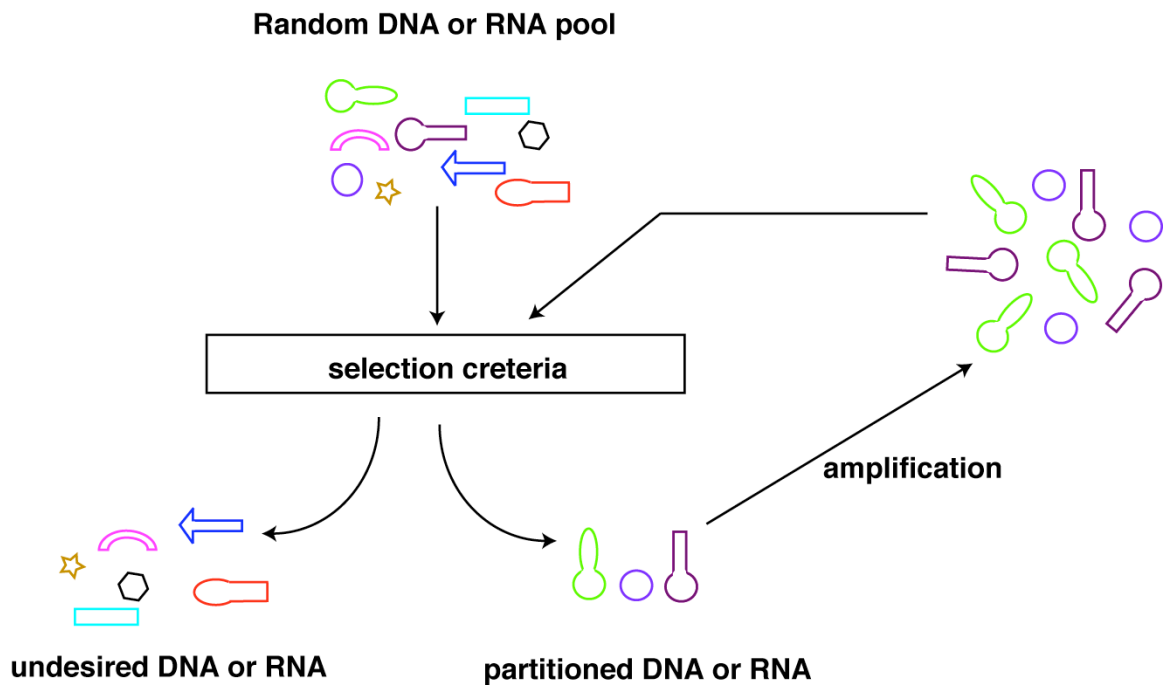 Random DNA or RNA pool
selection creteria
amplification
undesired DNA or RNA
partitioned DNA or RNA